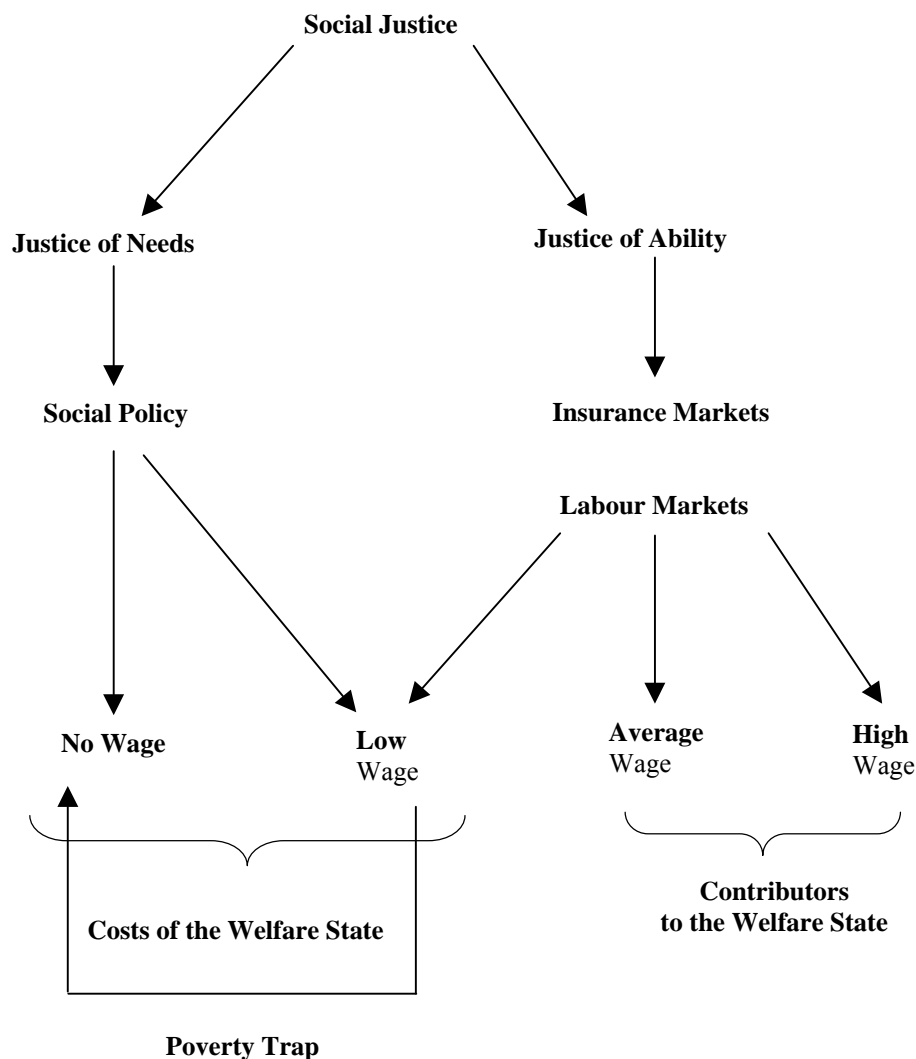 Social Justice
Justice of Needs
Justice of Ability
Social Policy
Insurance Markets
Labour Markets
No Wage
Low
Wage
Average
Wage
High
Wage
Costs of the Welfare State
Contributors
to the Welfare State
Poverty Trap